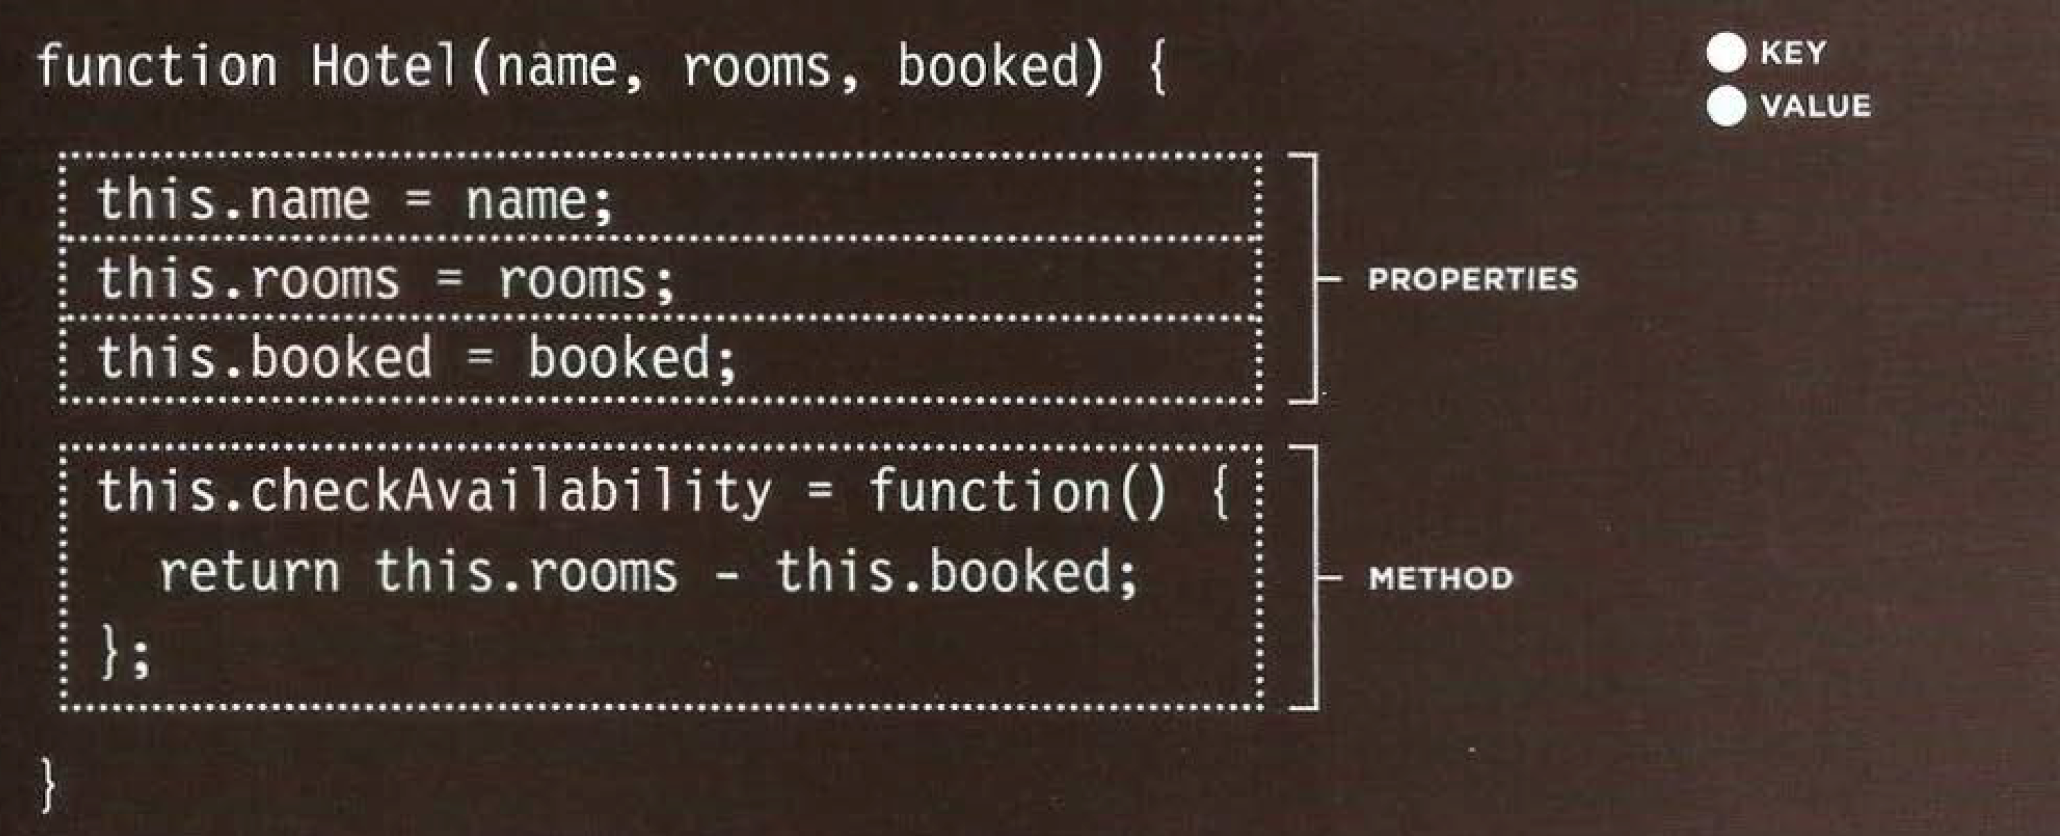 function Hotel(name, rooms, booked) {
KEY
VALUE
this.name = name;
this.rooms = rooms;
this.booked = booked;
PROPERTIES
this.checkAvailability = function() {
return this.rooms - this.booked;
};
METHOD
}